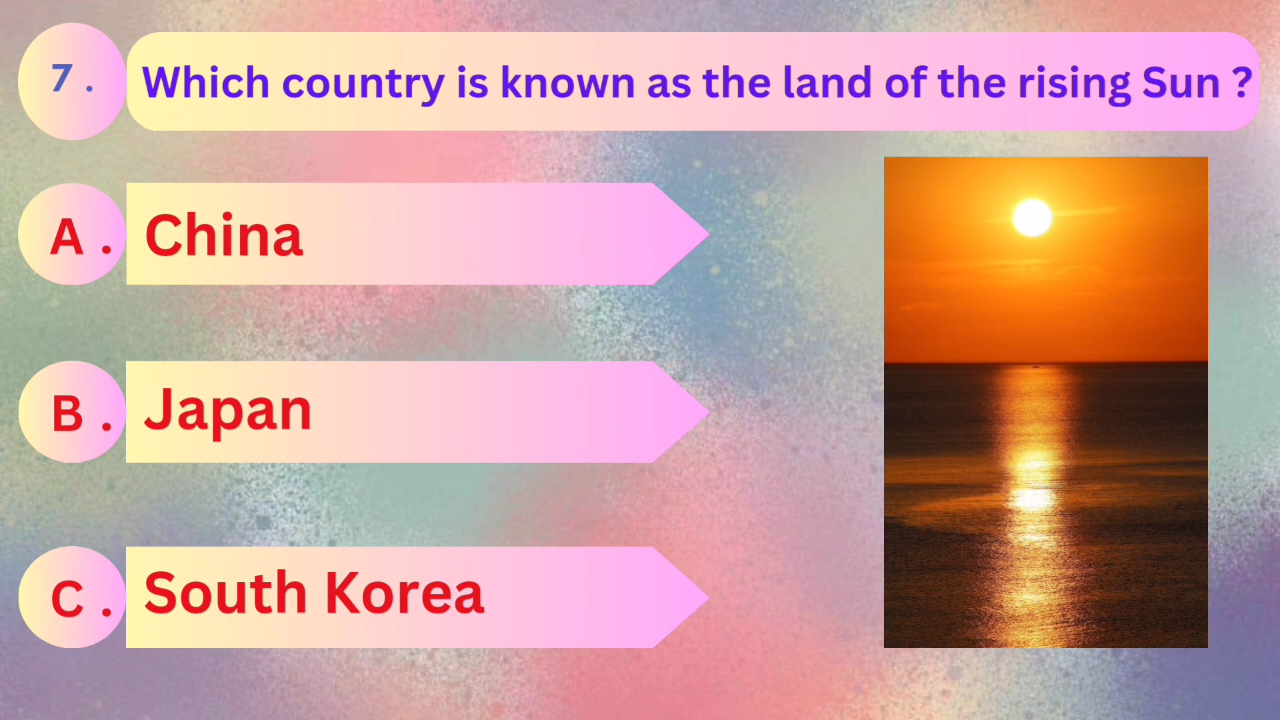 7 . Which country is known as the land of the rising Sun ?
A . China
B . Japan
C . South Korea